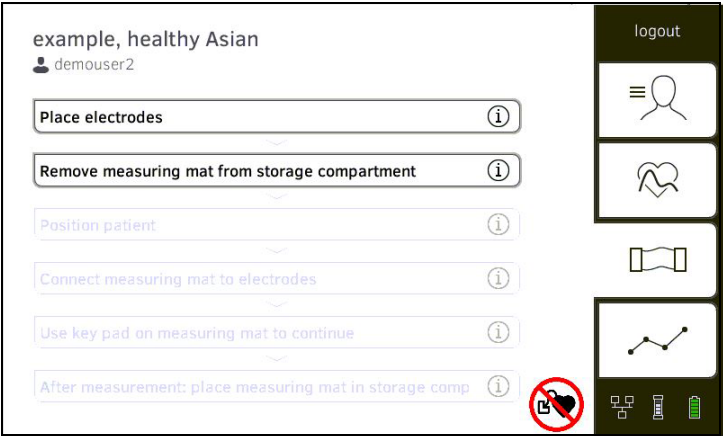 example, healthy Asian
demouser2
Place electrodes
Remove measuring mat from storage compartment
Position patient
Connect measuring mat to electrodes
Use key pad on measuring mat to continue
After measurement: place measuring mat in storage comp
logout